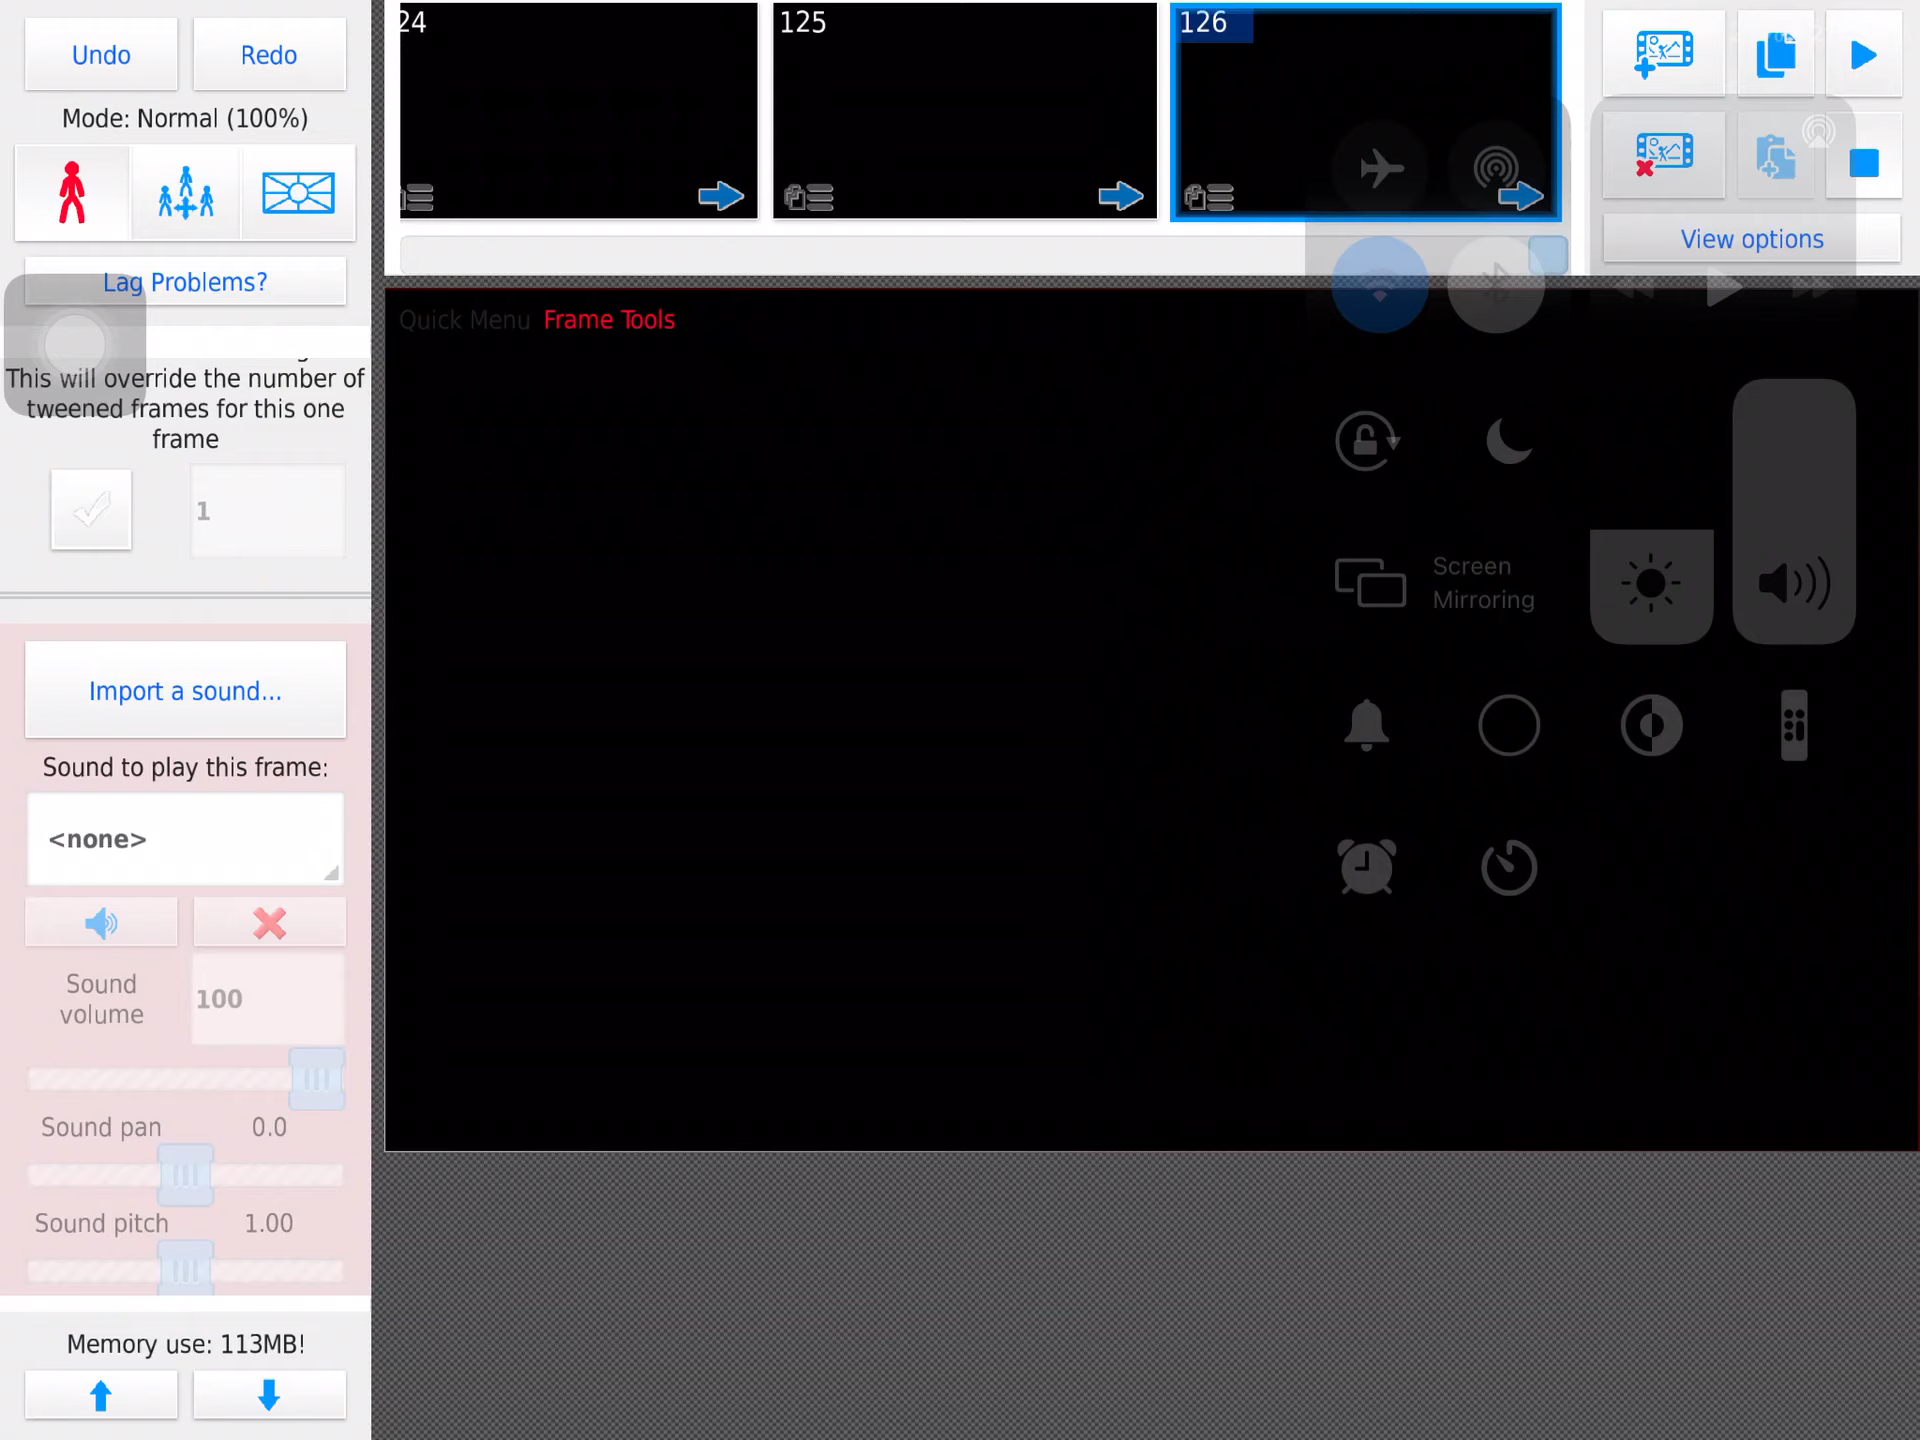 Undo
Redo
Mode: Normal (100%)
Lag Problems?
This will override the number of
tweened frames for this one
frame
1
Import a sound...
Sound to play this frame:
<none>
Sound
volume
100
Sound pan
0.0
Sound pitch
1.00
Memory use: 113MB!
24
125
126
View options
Quick Menu
Frame Tools
Screen
Mirroring